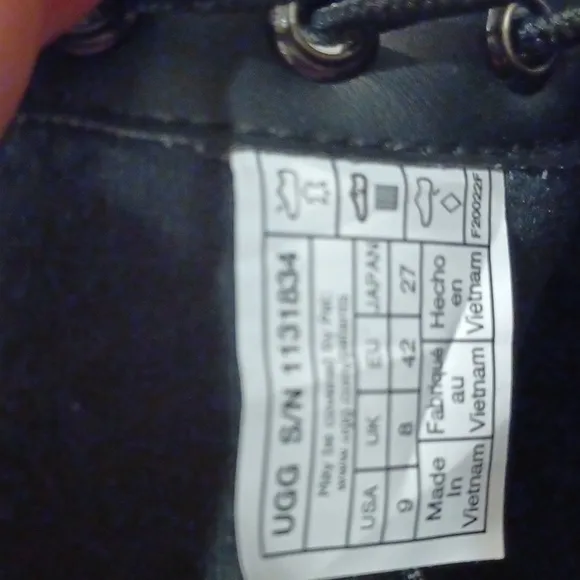 UGG S/N 1131834
May be covered by Pat.
www.ugg.com/patents
USA UK EU JAPAN
9 8 42 27
Made In Vietnam
Fabriqué au Vietnam
Hecho en Vietnam
F20022F